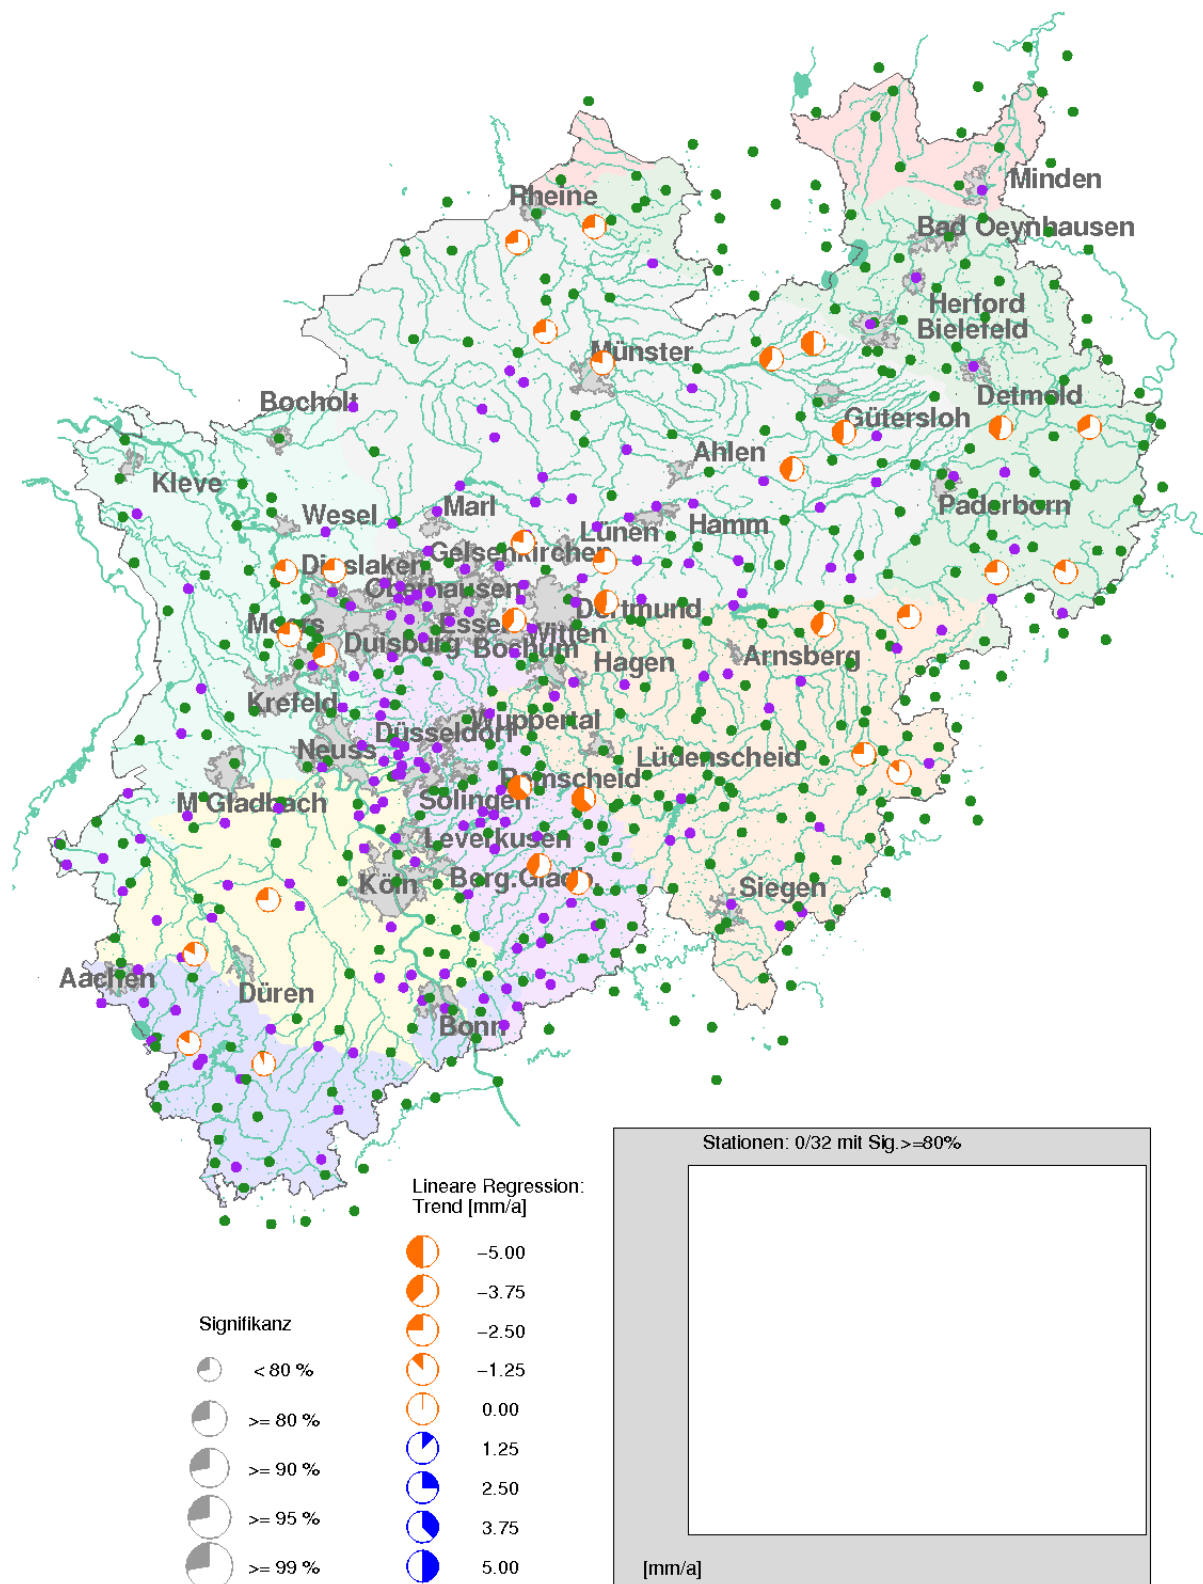 Minden
Rheine
Bad Oeynhausen
Herford
Bielefeld
Münster
Detmold
Bocholt
Gütersloh
Ahlen
Kleve
Paderborn
Marl
Wesel
Hamm
Lünen
Gelsenkirchen
Dinslaken
Oberhausen
Dortmund
Moers
Essen
Witten
Duisburg
Bochum
Hagen
Arnsberg
Krefeld
Wuppertal
Düsseldorf
Neuss
Lüdenscheid
Remscheid
M'Gladbach
Solingen
Leverkusen
Köln
Berg.Gladb.
Siegen
Aachen
Düren
Bonn
Stationen: 0/32 mit Sig.>=80%
[mm/a]
Lineare Regression:
Trend [mm/a]
−5.00
−3.75
−2.50
−1.25
0.00
1.25
2.50
3.75
5.00
Signifikanz
< 80 %
>= 80 %
>= 90 %
>= 95 %
>= 99 %